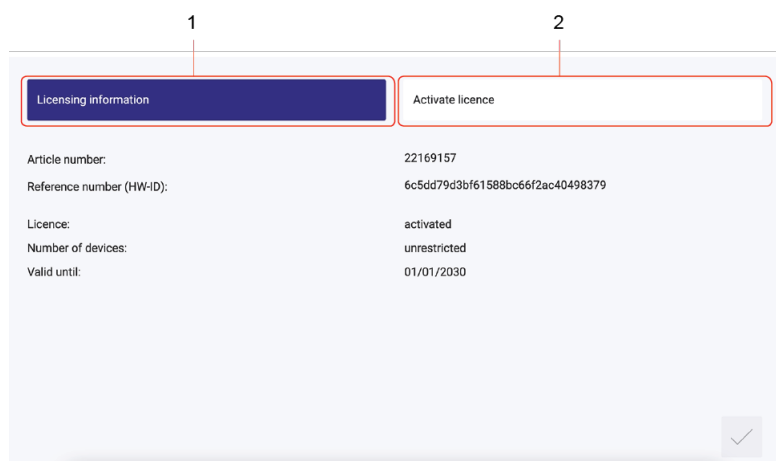 1 2
Licensing information Activate licence
Article number: 22169157
Reference number (HW-ID): 6c5dd79d3bf61588bc66f2ac40498379
Licence: activated
Number of devices: unrestricted
Valid until: 01/01/2030